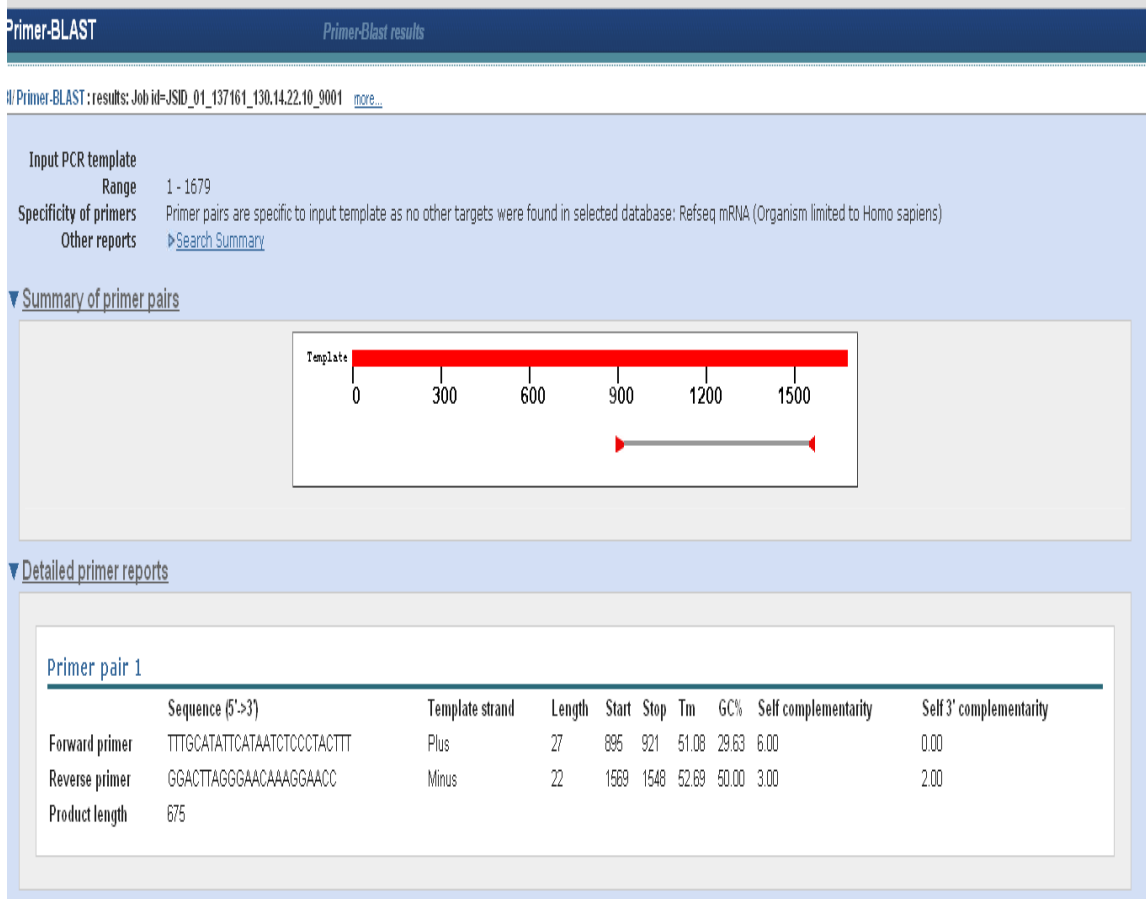 Primer-BLAST Primer-Blast results
BI/ Primer-BLAST : results: Job id=JSID_01_137161_130.14.22.10_9001 more...
Input PCR template
Range 1 - 1679
Specificity of primers Primer pairs are specific to input template as no other targets were found in selected database: Refseq mRNA (Organism limited to Homo sapiens)
Other reports Search Summary
Summary of primer pairs
Template
0 300 600 900 1200 1500
Detailed primer reports
Primer pair 1
Sequence (5'->3') Template strand Length Start Stop Tm GC% Self complementarity Self 3' complementarity
Forward primer TTTGCATATTCATAATCTCCCTACTTT Plus 27 895 921 51.08 29.63 6.00 0.00
Reverse primer GGACTTAGGGAACAAAGGAACC Minus 22 1569 1548 52.69 50.00 3.00 2.00
Product length 675